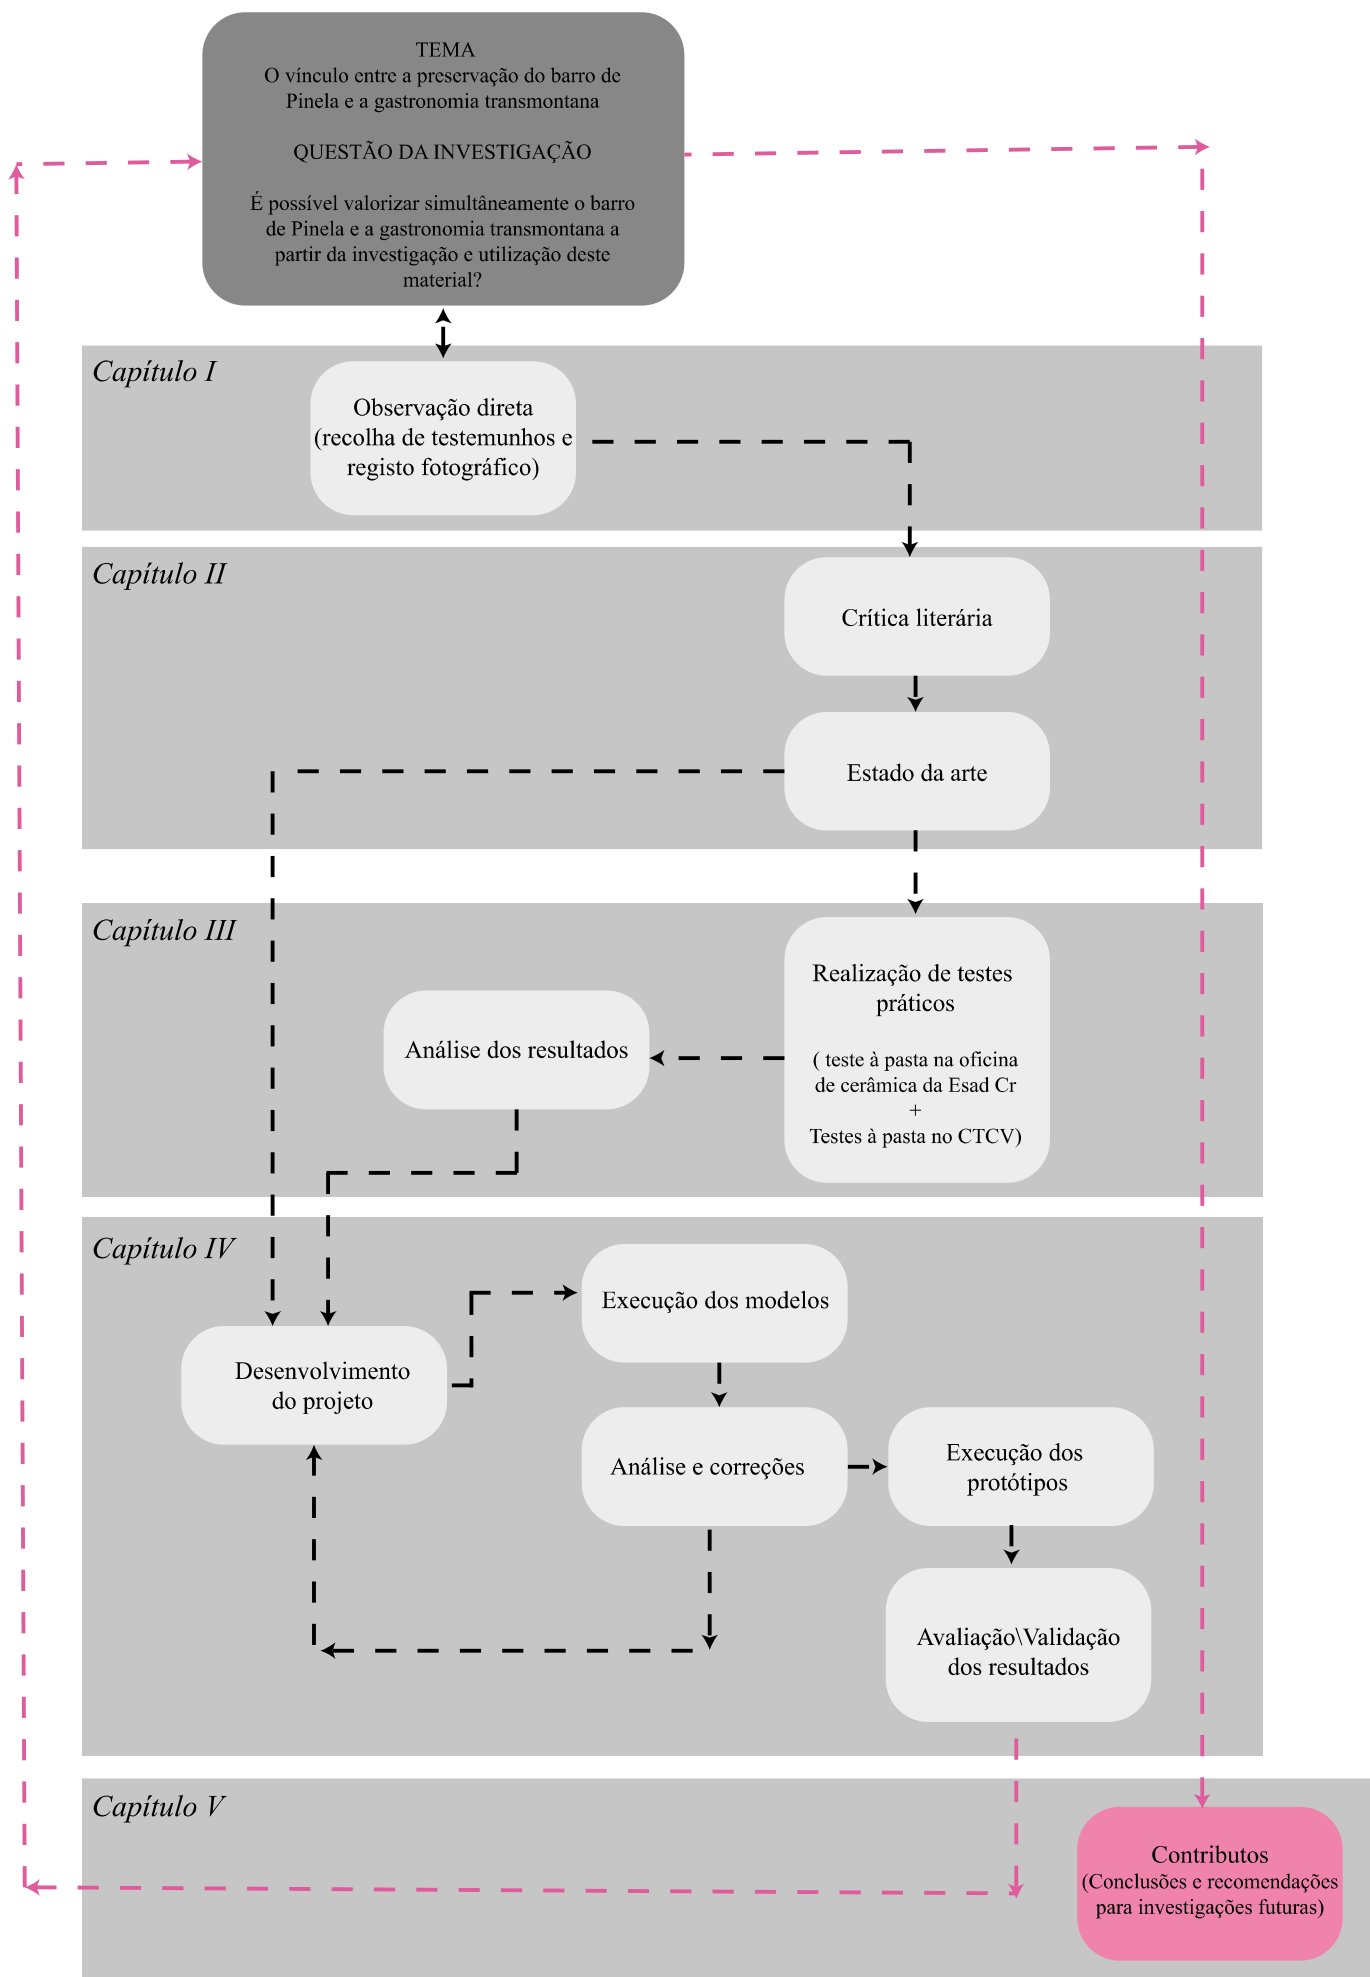 TEMA
O vínculo entre a preservação do barro de
Pinela e a gastronomia transmontana
QUESTÃO DA INVESTIGAÇÃO
É possível valorizar simultâneamente o barro
de Pinela e a gastronomia transmontana a
partir da investigação e utilização deste
material?
Capítulo I
Observação direta
(recolha de testemunhos e
registo fotográfico)
Capítulo II
Crítica literária
Estado da arte
Capítulo III
Realização de testes
práticos
( teste à pasta na oficina
de cerâmica da Esad Cr
+
Testes à pasta no CTCV)
Análise dos resultados
Capítulo IV
Execução dos modelos
Desenvolvimento
do projeto
Análise e correções
Execução dos
protótipos
Avaliação\Validação
dos resultados
Capítulo V
Contributos
(Conclusões e recomendações
para investigações futuras)